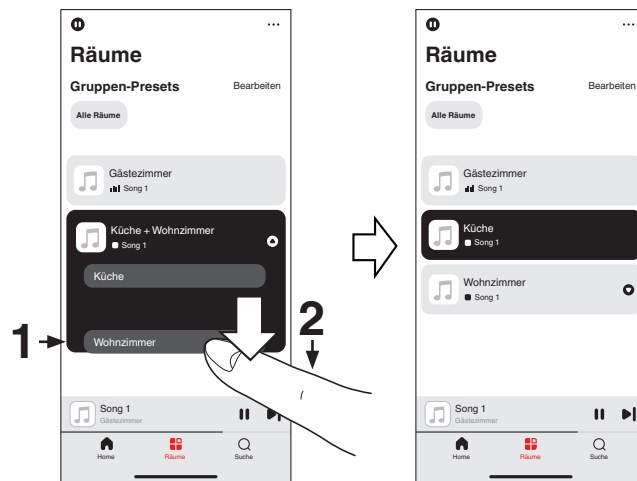 Räume
Gruppen-Presets Bearbeiten
Alle Räume
Gästezimmer
Song 1
Küche + Wohnzimmer
Song 1
Küche
Wohnzimmer
1
2
Song 1
Gästezimmer
Home Räume Suche
Räume
Gruppen-Presets Bearbeiten
Alle Räume
Gästezimmer
Song 1
Küche
Song 1
Wohnzimmer
Song 1
Song 1
Gästezimmer
Home Räume Suche